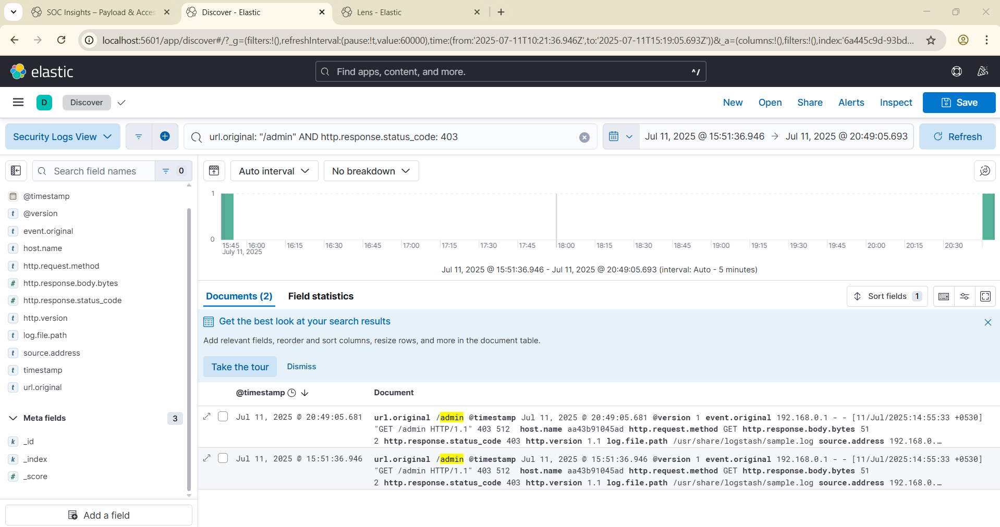 SOC Insights – Payload & Acces
Discover - Elastic
Lens - Elastic
localhost:5601/app/discover#/?_g=(filters:!(),refreshInterval:(pause:!t,value:60000),time:(from:'2025-07-11T10:21:36.946Z',to:'2025-07-11T15:19:05.693Z'))&_a=(columns:!(),filters:!(),index:'6a445c9d-93bd...
elastic
Find apps, content, and more.
^/
D
Discover
New
Open
Share
Alerts
Inspect
Save
Security Logs View
url.original: "/admin" AND http.response.status_code: 403
Jul 11, 2025 @ 15:51:36.946 → Jul 11, 2025 @ 20:49:05.693
Refresh
Search field names
0
Auto interval
No breakdown
@timestamp
t @version
t event.original
t host.name
t http.request.method
# http.response.body.bytes
# http.response.status_code
t http.version
t log.file.path
t source.address
t timestamp
t url.original
Meta fields
3
k _id
k _index
# _score
Add a field
1
0
15:45 16:00 16:15 16:30 16:45 17:00 17:15 17:30 17:45 18:00 18:15 18:30 18:45 19:00 19:15 19:30 19:45 20:00 20:15 20:30
July 11, 2025
Jul 11, 2025 @ 15:51:36.946 - Jul 11, 2025 @ 20:49:05.693 (interval: Auto - 5 minutes)
Documents (2)
Field statistics
Sort fields 1
Get the best look at your search results
Add relevant fields, reorder and sort columns, resize rows, and more in the document table.
Take the tour
Dismiss
@timestamp
Document
Jul 11, 2025 @ 20:49:05.681
url.original /admin @timestamp Jul 11, 2025 @ 20:49:05.681 @version 1 event.original 192.168.0.1 - - [11/Jul/2025:14:55:33 +0530]
"GET /admin HTTP/1.1" 403 512 host.name aa43b91045ad http.request.method GET http.response.body.bytes 51
2 http.response.status_code 403 http.version 1.1 log.file.path /usr/share/logstash/sample.log source.address 192.168.0.…
Jul 11, 2025 @ 15:51:36.946
url.original /admin @timestamp Jul 11, 2025 @ 15:51:36.946 @version 1 event.original 192.168.0.1 - - [11/Jul/2025:14:55:33 +0530]
"GET /admin HTTP/1.1" 403 512 host.name aa43b91045ad http.request.method GET http.response.body.bytes 51
2 http.response.status_code 403 http.version 1.1 log.file.path /usr/share/logstash/sample.log source.address 192.168.0.…